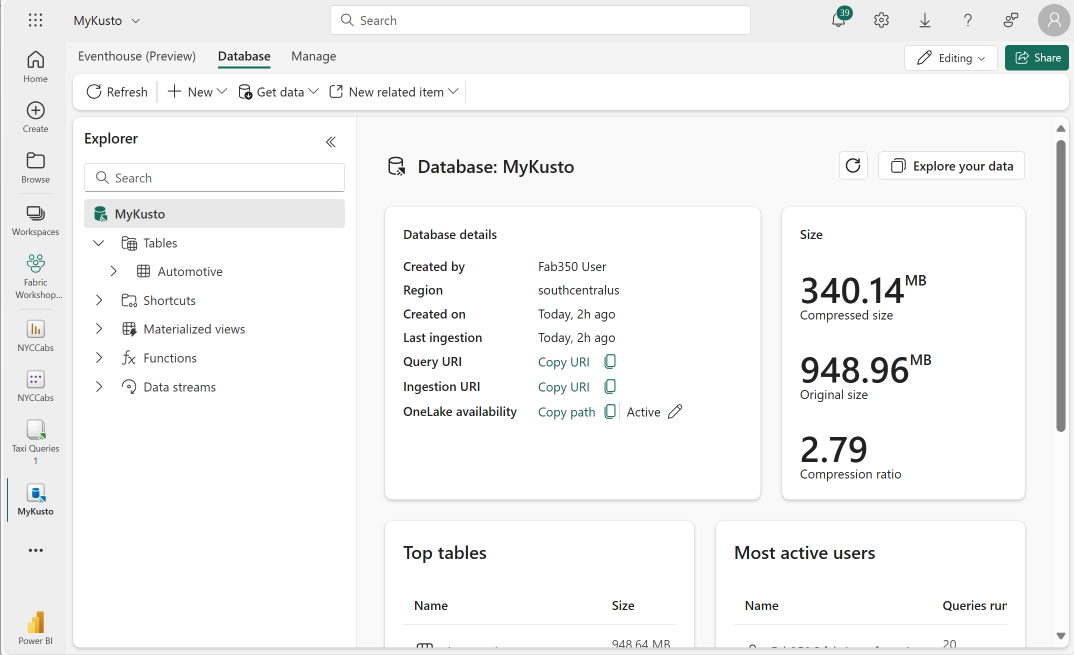 MyKusto
Search
39
Eventhouse (Preview) Database Manage
Editing Share
Refresh New Get data New related item
Home
Create
Browse
Workspaces
Fabric
Workshop...
NYCCabs
NYCCabs
Taxi Queries
1
MyKusto
Power BI
Explorer
Search
MyKusto
Tables
Automotive
Shortcuts
Materialized views
Functions
Data streams
Database: MyKusto
Explore your data
Database details
Created by Fab350 User
Region southcentralus
Created on Today, 2h ago
Last ingestion Today, 2h ago
Query URI Copy URI
Ingestion URI Copy URI
OneLake availability Copy path Active
Size
340.14 MB
Compressed size
948.96 MB
Original size
2.79
Compression ratio
Top tables
Name Size
948.64 MB
Most active users
Name Queries run
20